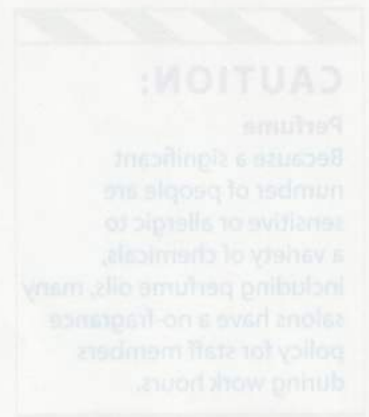 CAUTION:
Perfume
Because a significant
number of people are
sensitive or allergic to
a variety of chemicals,
including perfume oils, many
salons have a no-fragrance
policy for staff members
during work hours.